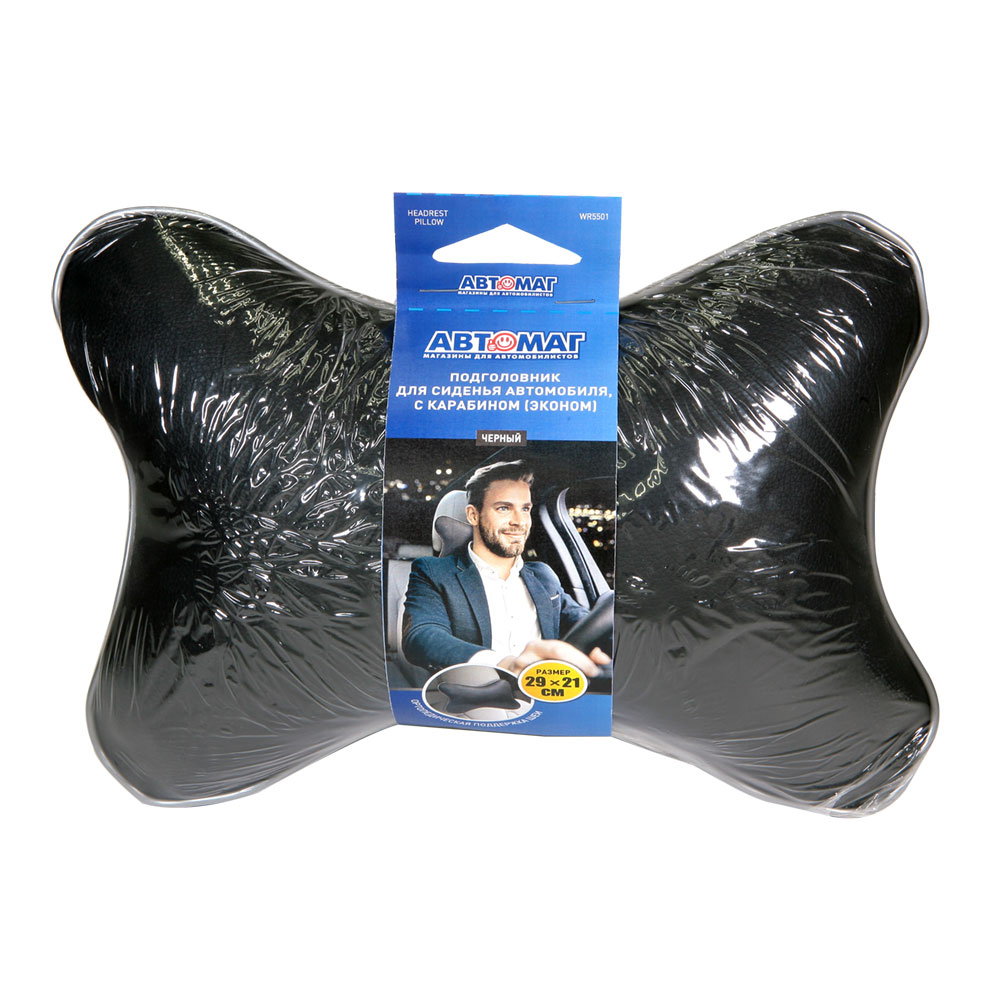 HEADREST
PILLOW
WR5501
АВТОМАГ
МАГАЗИНЫ ДЛЯ АВТОМОБИЛИСТОВ
АВТОМАГ
МАГАЗИНЫ ДЛЯ АВТОМОБИЛИСТОВ
ПОДГОЛОВНИК
ДЛЯ СИДЕНЬЯ АВТОМОБИЛЯ,
С КАРАБИНОМ (ЭКОНОМ)
ЧЕРНЫЙ
РАЗМЕР
29 × 21
СМ
ОРТОПЕДИЧЕСКАЯ ПОДДЕРЖКА ШЕИ